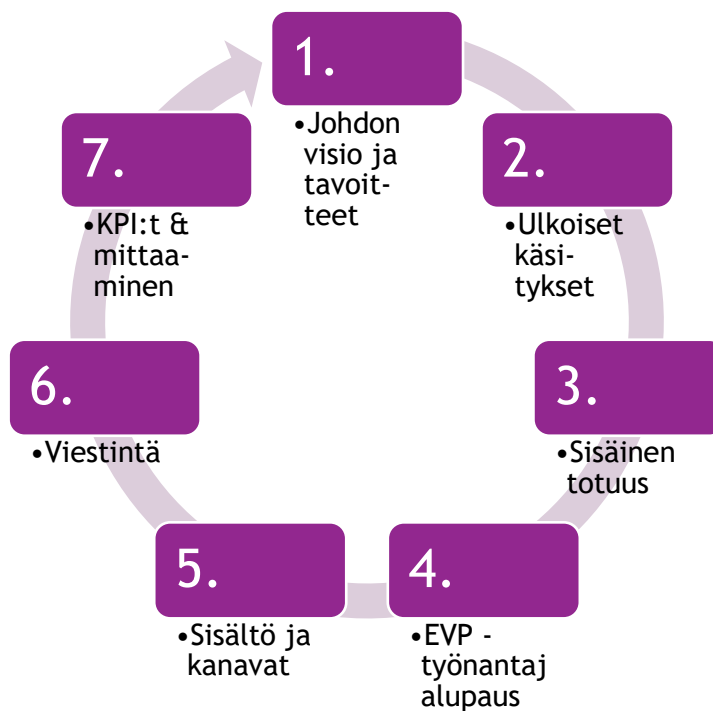 1.
•Johdon
visio ja
tavoit-
teet
2.
•Ulkoiset
käsi-
tykset
3.
•Sisäinen
totuus
4.
•EVP -
työnantaj
alupaus
5.
•Sisältö ja
kanavat
6.
•Viestintä
7.
•KPI:t &
mittaa-
minen